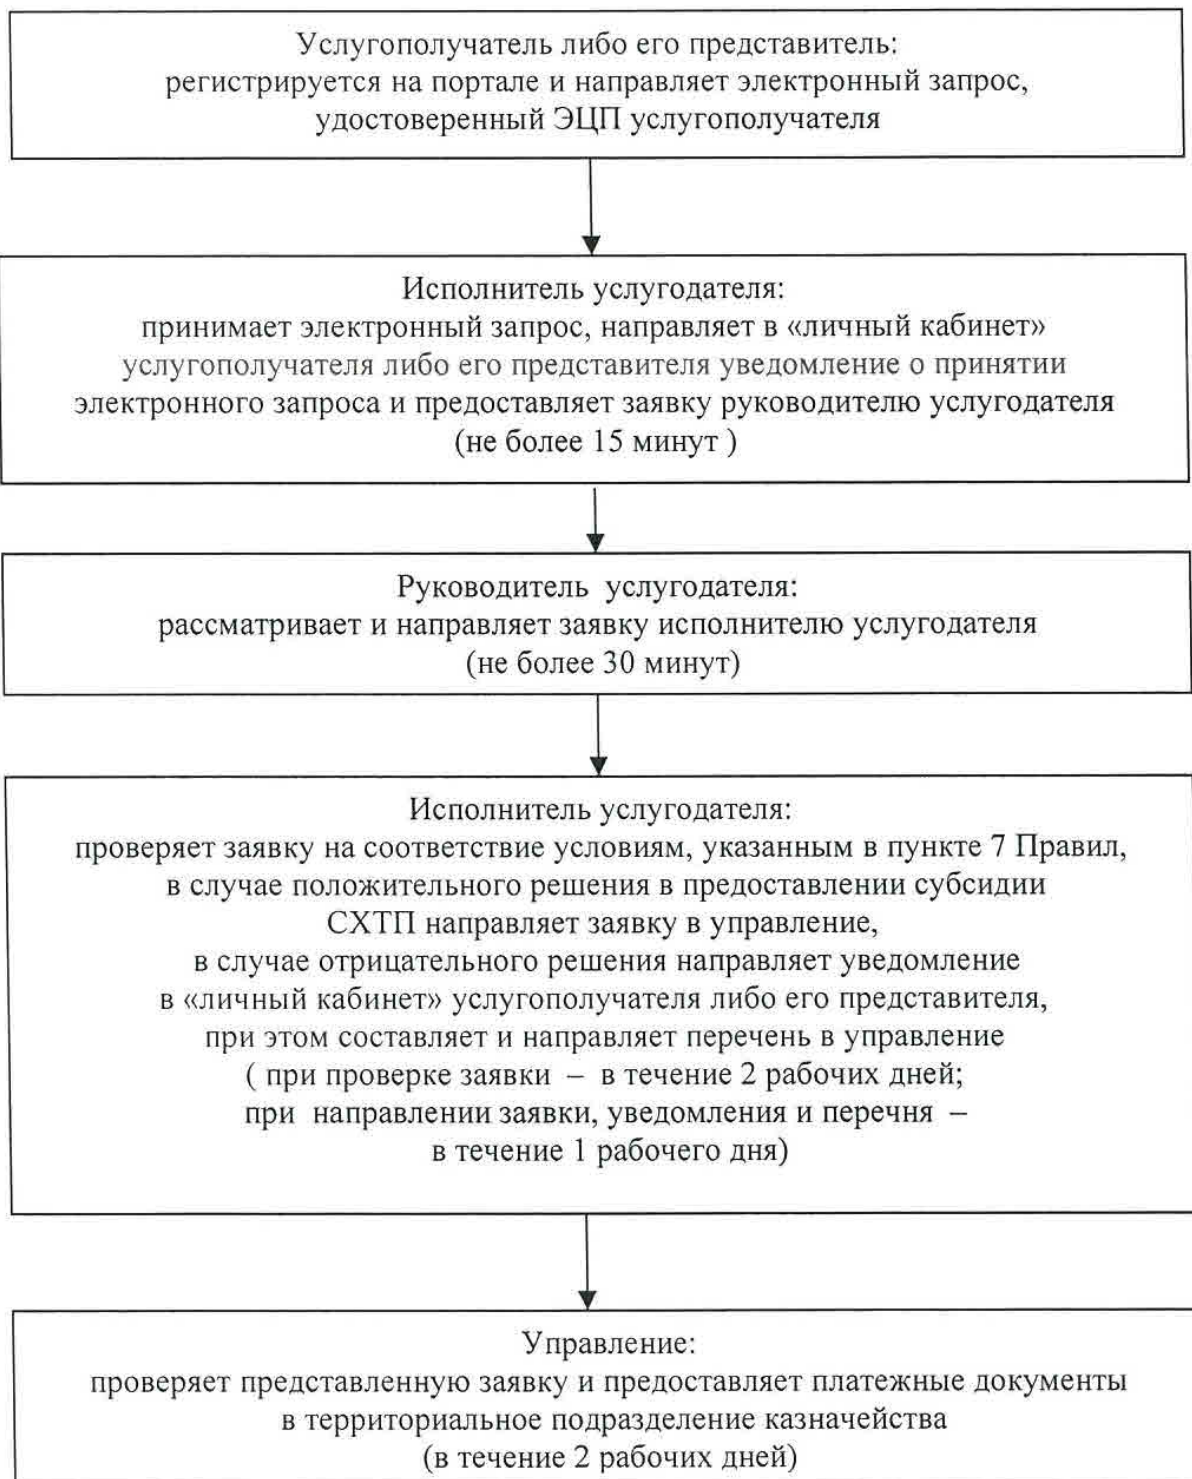 Услугополучатель либо его представитель:
регистрируется на портале и направляет электронный запрос,
удостоверенный ЭЦП услугополучателя
Исполнитель услугодателя:
принимает электронный запрос, направляет в «личный кабинет»
услугополучателя либо его представителя уведомление о принятии
электронного запроса и предоставляет заявку руководителю услугодателя
(не более 15 минут )
Руководитель услугодателя:
рассматривает и направляет заявку исполнителю услугодателя
(не более 30 минут)
Исполнитель услугодателя:
проверяет заявку на соответствие условиям, указанным в пункте 7 Правил,
в случае положительного решения в предоставлении субсидии
СХТП направляет заявку в управление,
в случае отрицательного решения направляет уведомление
в «личный кабинет» услугополучателя либо его представителя,
при этом составляет и направляет перечень в управление
( при проверке заявки – в течение 2 рабочих дней;
при направлении заявки, уведомления и перечня –
в течение 1 рабочего дня)
Управление:
проверяет представленную заявку и предоставляет платежные документы
в территориальное подразделение казначейства
(в течение 2 рабочих дней)